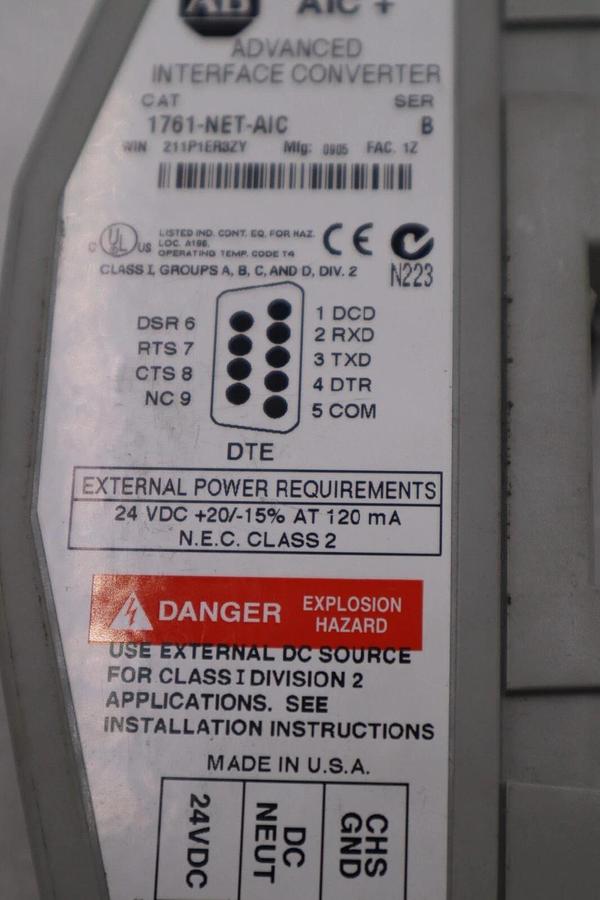 AB AIC +
ADVANCED
INTERFACE CONVERTER
CAT SER
1761-NET-AIC B
WIN 211P1ER3ZY Mfg: 0905 FAC. 1Z
C UL US LISTED IND. CONT. EQ. FOR HAZ.
LOC. A196.
OPERATING TEMP. CODE T4
CE
N223
CLASS I, GROUPS A, B, C, AND D, DIV. 2
1 DCD
DSR 6
2 RXD
RTS 7
3 TXD
CTS 8
4 DTR
NC 9
5 COM
DTE
EXTERNAL POWER REQUIREMENTS
24 VDC +20/-15% AT 120 mA
N.E.C. CLASS 2
DANGER EXPLOSION
HAZARD
USE EXTERNAL DC SOURCE
FOR CLASS I DIVISION 2
APPLICATIONS. SEE
INSTALLATION INSTRUCTIONS
MADE IN U.S.A.
24VDC
DC
NEUT
CHS
GND